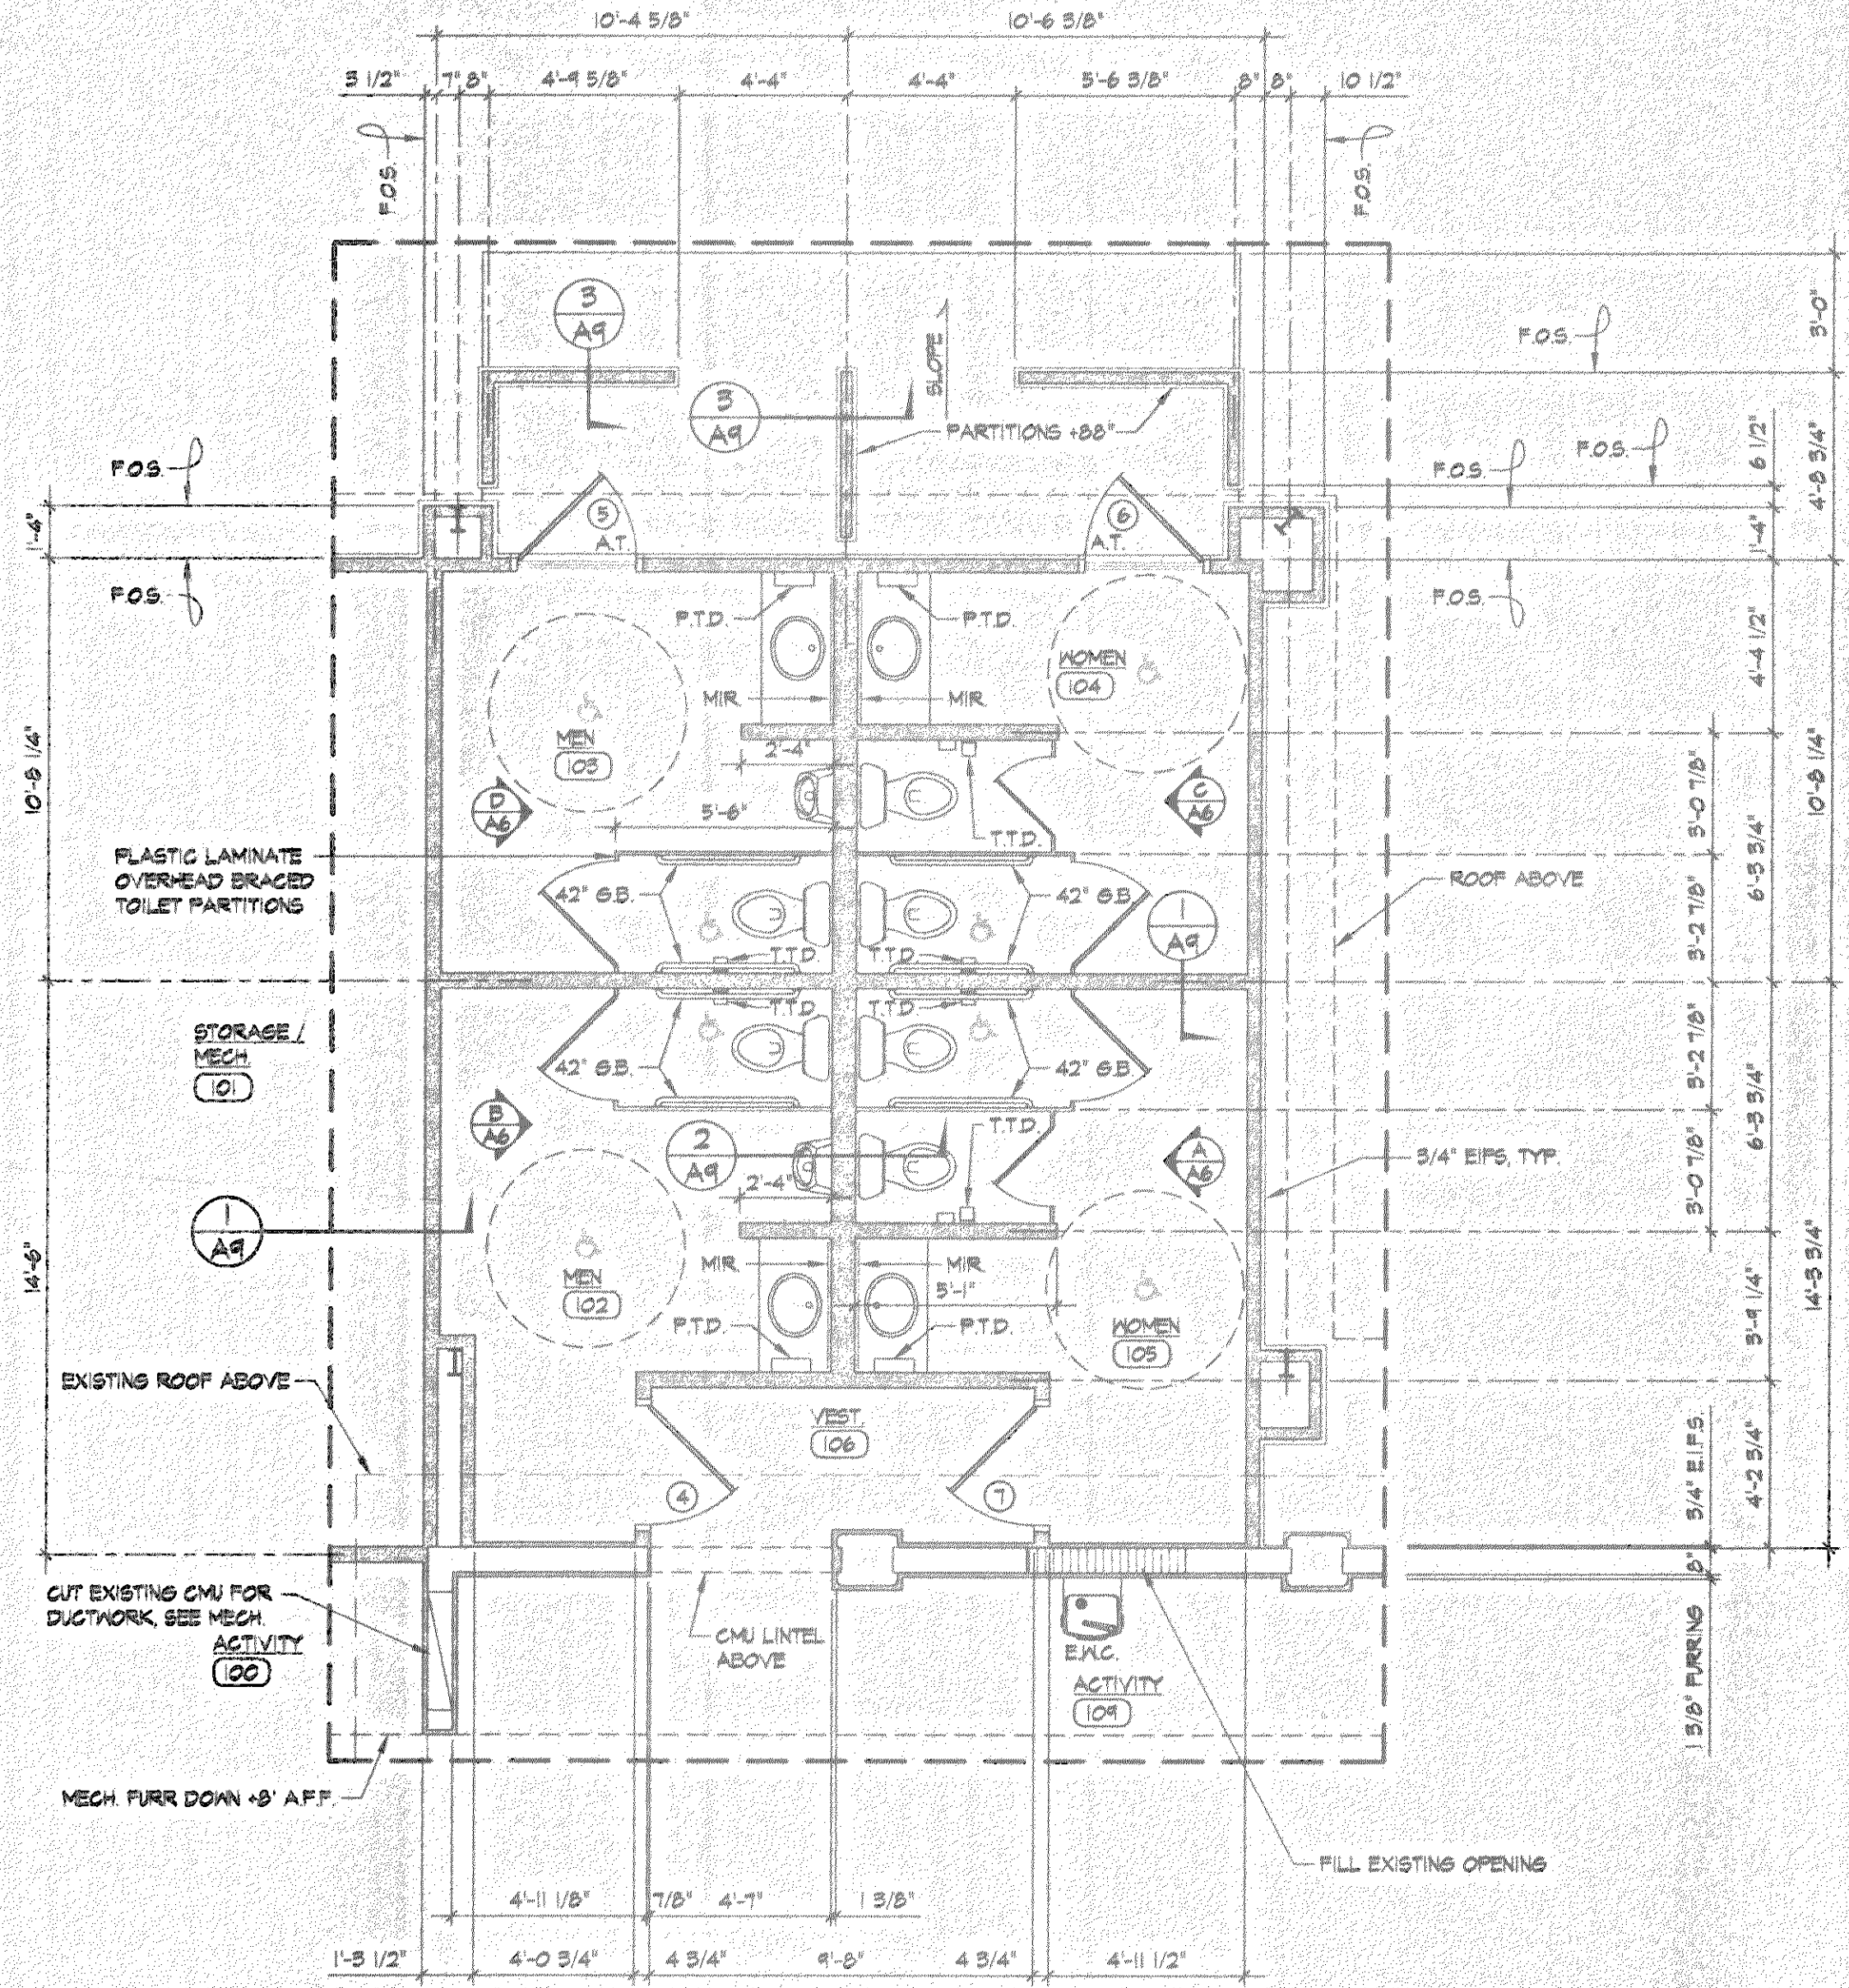 10'-4 5/8" 10'-6 3/8"
3 1/2" 7" 8" 4'-9 5/8" 4'-4" 4'-4" 5'-6 3/8" 8" 8" 10 1/2"
F.O.S. F.O.S.
3
A9
3
A9
SLOPE
PARTITIONS +88"
F.O.S.
3'-0"
F.O.S.
F.O.S.
F.O.S.
6 1/2"
4'-8 3/4"
1'-4"
1'-4"
F.O.S.
F.O.S.
5
A.T.
6
A.T.
P.T.D. P.T.D.
WOMEN
104
4'-4 1/2"
MIR. MIR.
MEN
103
2'-4"
10'-8 1/4"
10'-8 1/4"
D
A6
C
A6
5'-6"
T.T.D.
3'-0 7/8"
6'-3 3/4"
3'-2 7/8"
PLASTIC LAMINATE
OVERHEAD BRACED
TOILET PARTITIONS
42" G.B. 42" G.B.
ROOF ABOVE
1
A9
T.T.D. T.T.D.
T.T.D. T.T.D.
STORAGE /
MECH.
101
42" G.B. 42" G.B.
3'-2 7/8"
6'-3 3/4"
3'-0 7/8"
B
A6
2
A9
T.T.D.
A
A6
3/4" EIFS, TYP.
2'-4"
1
A9
14'-6"
14'-3 3/4"
MEN
102
MIR. MIR.
5'-1"
P.T.D. P.T.D.
WOMEN
105
3'-9 1/4"
EXISTING ROOF ABOVE
VEST.
106
4
7
3/4" E.I.F.S.
4'-2 3/4"
8"
1 3/8" FURRING
CUT EXISTING CMU FOR
DUCTWORK, SEE MECH.
ACTIVITY
100
CMU LINTEL
ABOVE
E.W.C.
ACTIVITY
109
MECH. FURR DOWN +8' A.F.F.
FILL EXISTING OPENING
4'-11 1/8" 7/8" 4'-7" 1 3/8"
1'-3 1/2" 4'-0 3/4" 4 3/4" 9'-8" 4 3/4" 4'-11 1/2"